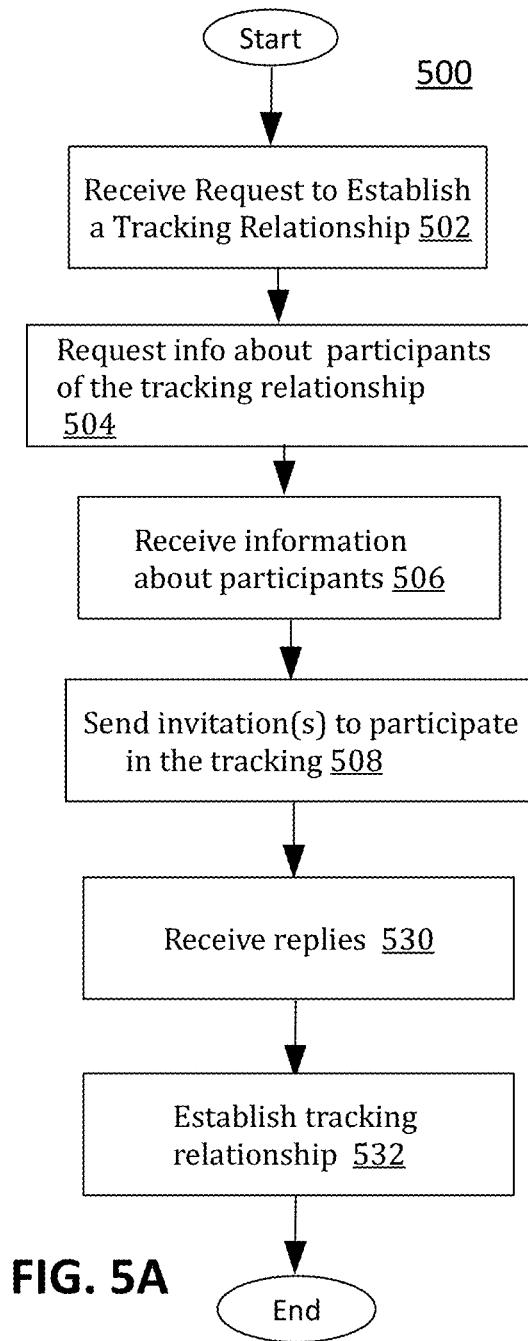 Start
500
Receive Request to Establish
a Tracking Relationship 502
Request info about participants
of the tracking relationship
504
Receive information
about participants 506
Send invitation(s) to participate
in the tracking 508
Receive replies 530
Establish tracking
relationship 532
FIG. 5A
End